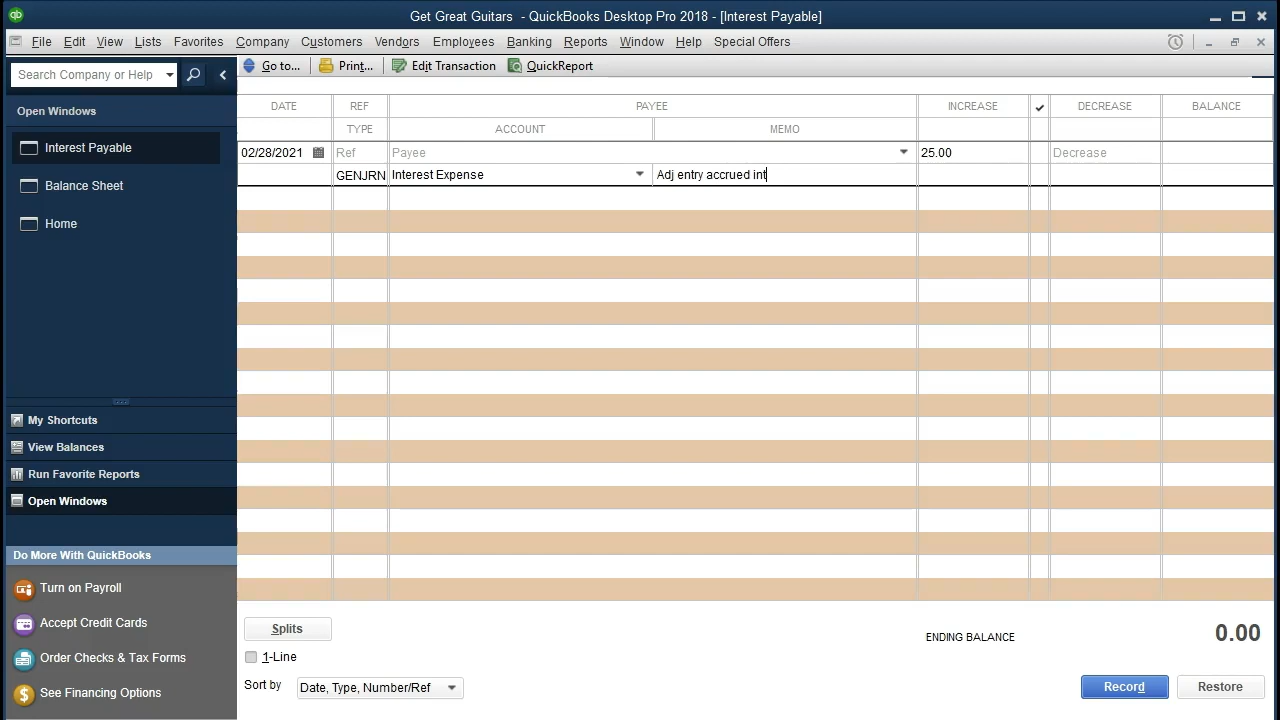 Get Great Guitars - QuickBooks Desktop Pro 2018 - [Interest Payable]
File Edit View Lists Favorites Company Customers Vendors Employees Banking Reports Window Help Special Offers
Search Company or Help
Go to... Print... Edit Transaction QuickReport
Open Windows
Interest Payable
Balance Sheet
Home
My Shortcuts
View Balances
Run Favorite Reports
Open Windows
Do More With QuickBooks
Turn on Payroll
Accept Credit Cards
Order Checks & Tax Forms
See Financing Options
DATE REF PAYEE INCREASE ✓ DECREASE BALANCE
TYPE ACCOUNT MEMO
02/28/2021 Ref Payee 25.00 Decrease
GENJRN Interest Expense Adj entry accrued int
Splits
ENDING BALANCE 0.00
1-Line
Sort by Date, Type, Number/Ref
Record Restore